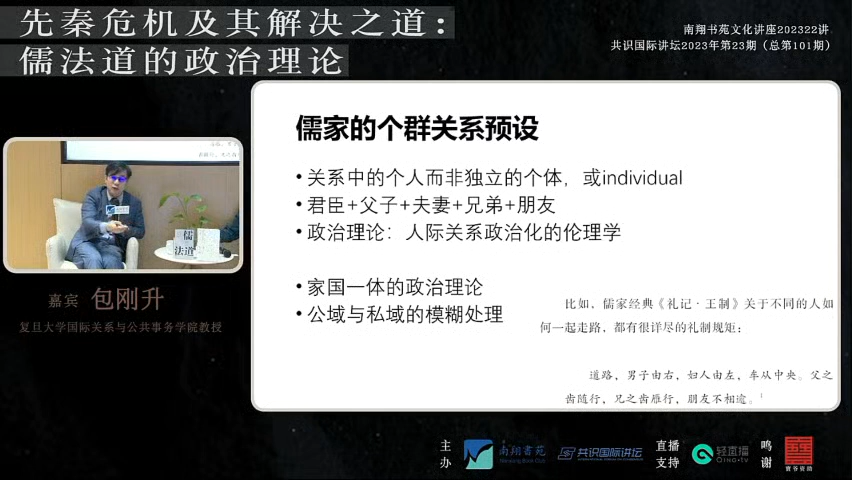 先秦危机及其解决之道：
儒法道的政治理论
南翔书苑文化讲座202322讲
共识国际讲坛2023年第23期（总第101期）
儒家的个群关系预设
• 关系中的个人而非独立的个体，或individual
• 君臣+父子+夫妻+兄弟+朋友
• 政治理论：人际关系政治化的伦理学
• 家国一体的政治理论
• 公域与私域的模糊处理
比如，儒家经典《礼记·王制》关于不同的人如
何一起走路，都有很详尽的礼制规矩：
道路，男子由右，妇人由左，车从中央。父之
齿随行，兄之齿雁行，朋友不相逾。
儒
法道
嘉宾 包刚升
复旦大学国际关系与公共事务学院教授
主办
南翔書苑
共识国际讲坛
直播支持
轻直播
Qing·tv
鸣谢